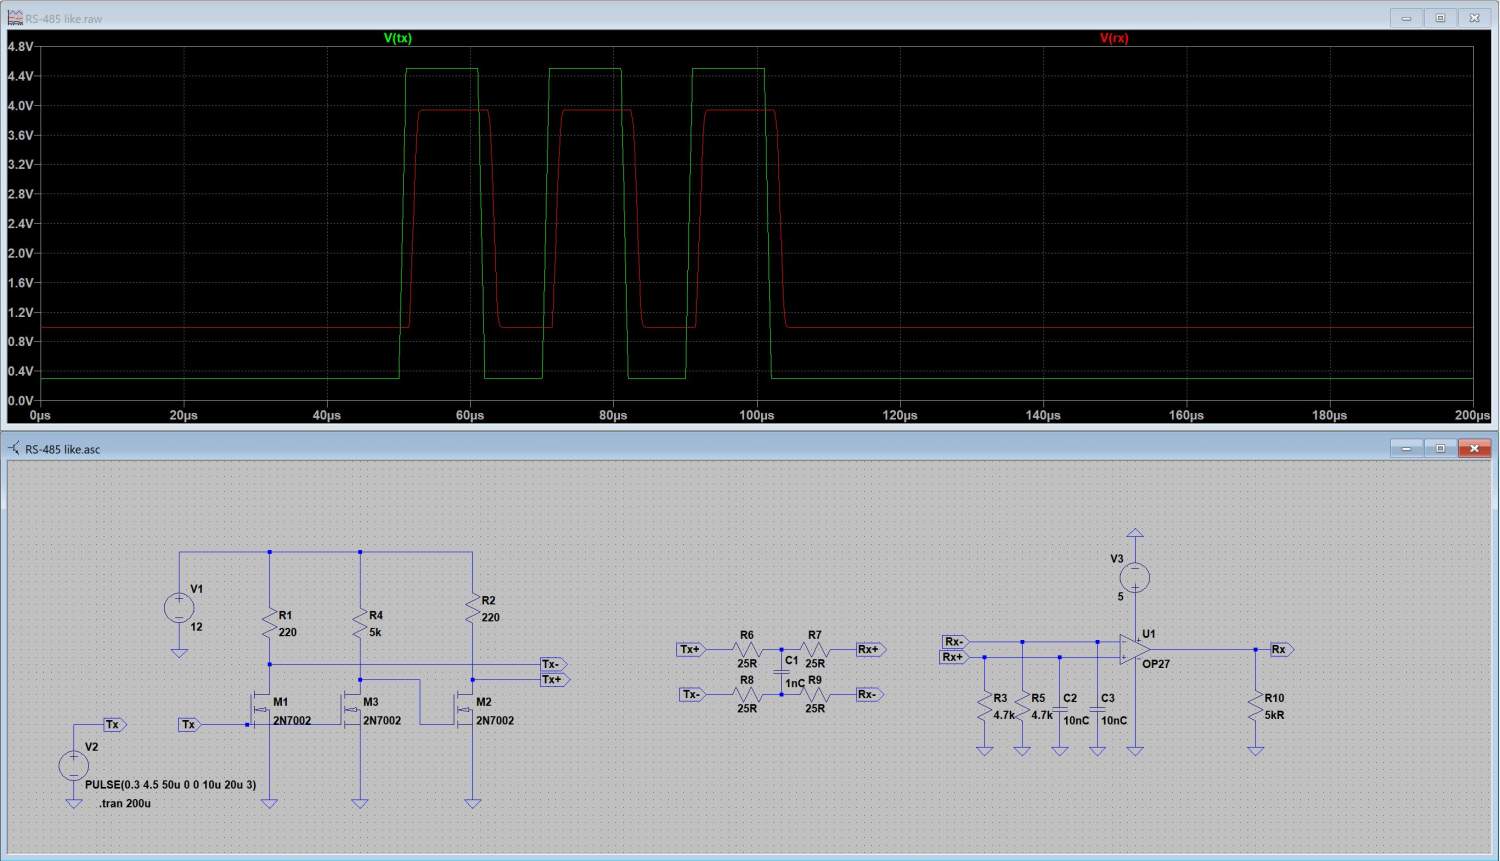 RS-485 like.raw
V(tx) V(rx)
4.8V
4.4V
4.0V
3.6V
3.2V
2.8V
2.4V
2.0V
1.6V
1.2V
0.8V
0.4V
0.0V
0µs 20µs 40µs 60µs 80µs 100µs 120µs 140µs 160µs 180µs 200µs
RS-485 like.asc
V1
12
R1
220
R4
5k
R2
220
Tx-
Tx+
M1
2N7002
M3
2N7002
M2
2N7002
Tx
Tx
V2
PULSE(0.3 4.5 50u 0 0 10u 20u 3)
.tran 200u
Tx+
R6
25R
R7
25R
Rx+
C1
1nC
Tx-
R8
25R
R9
25R
Rx-
V3
5
Rx-
Rx+
U1
OP27
Rx
R3
4.7k
R5
4.7k
C2
10nC
C3
10nC
R10
5kR